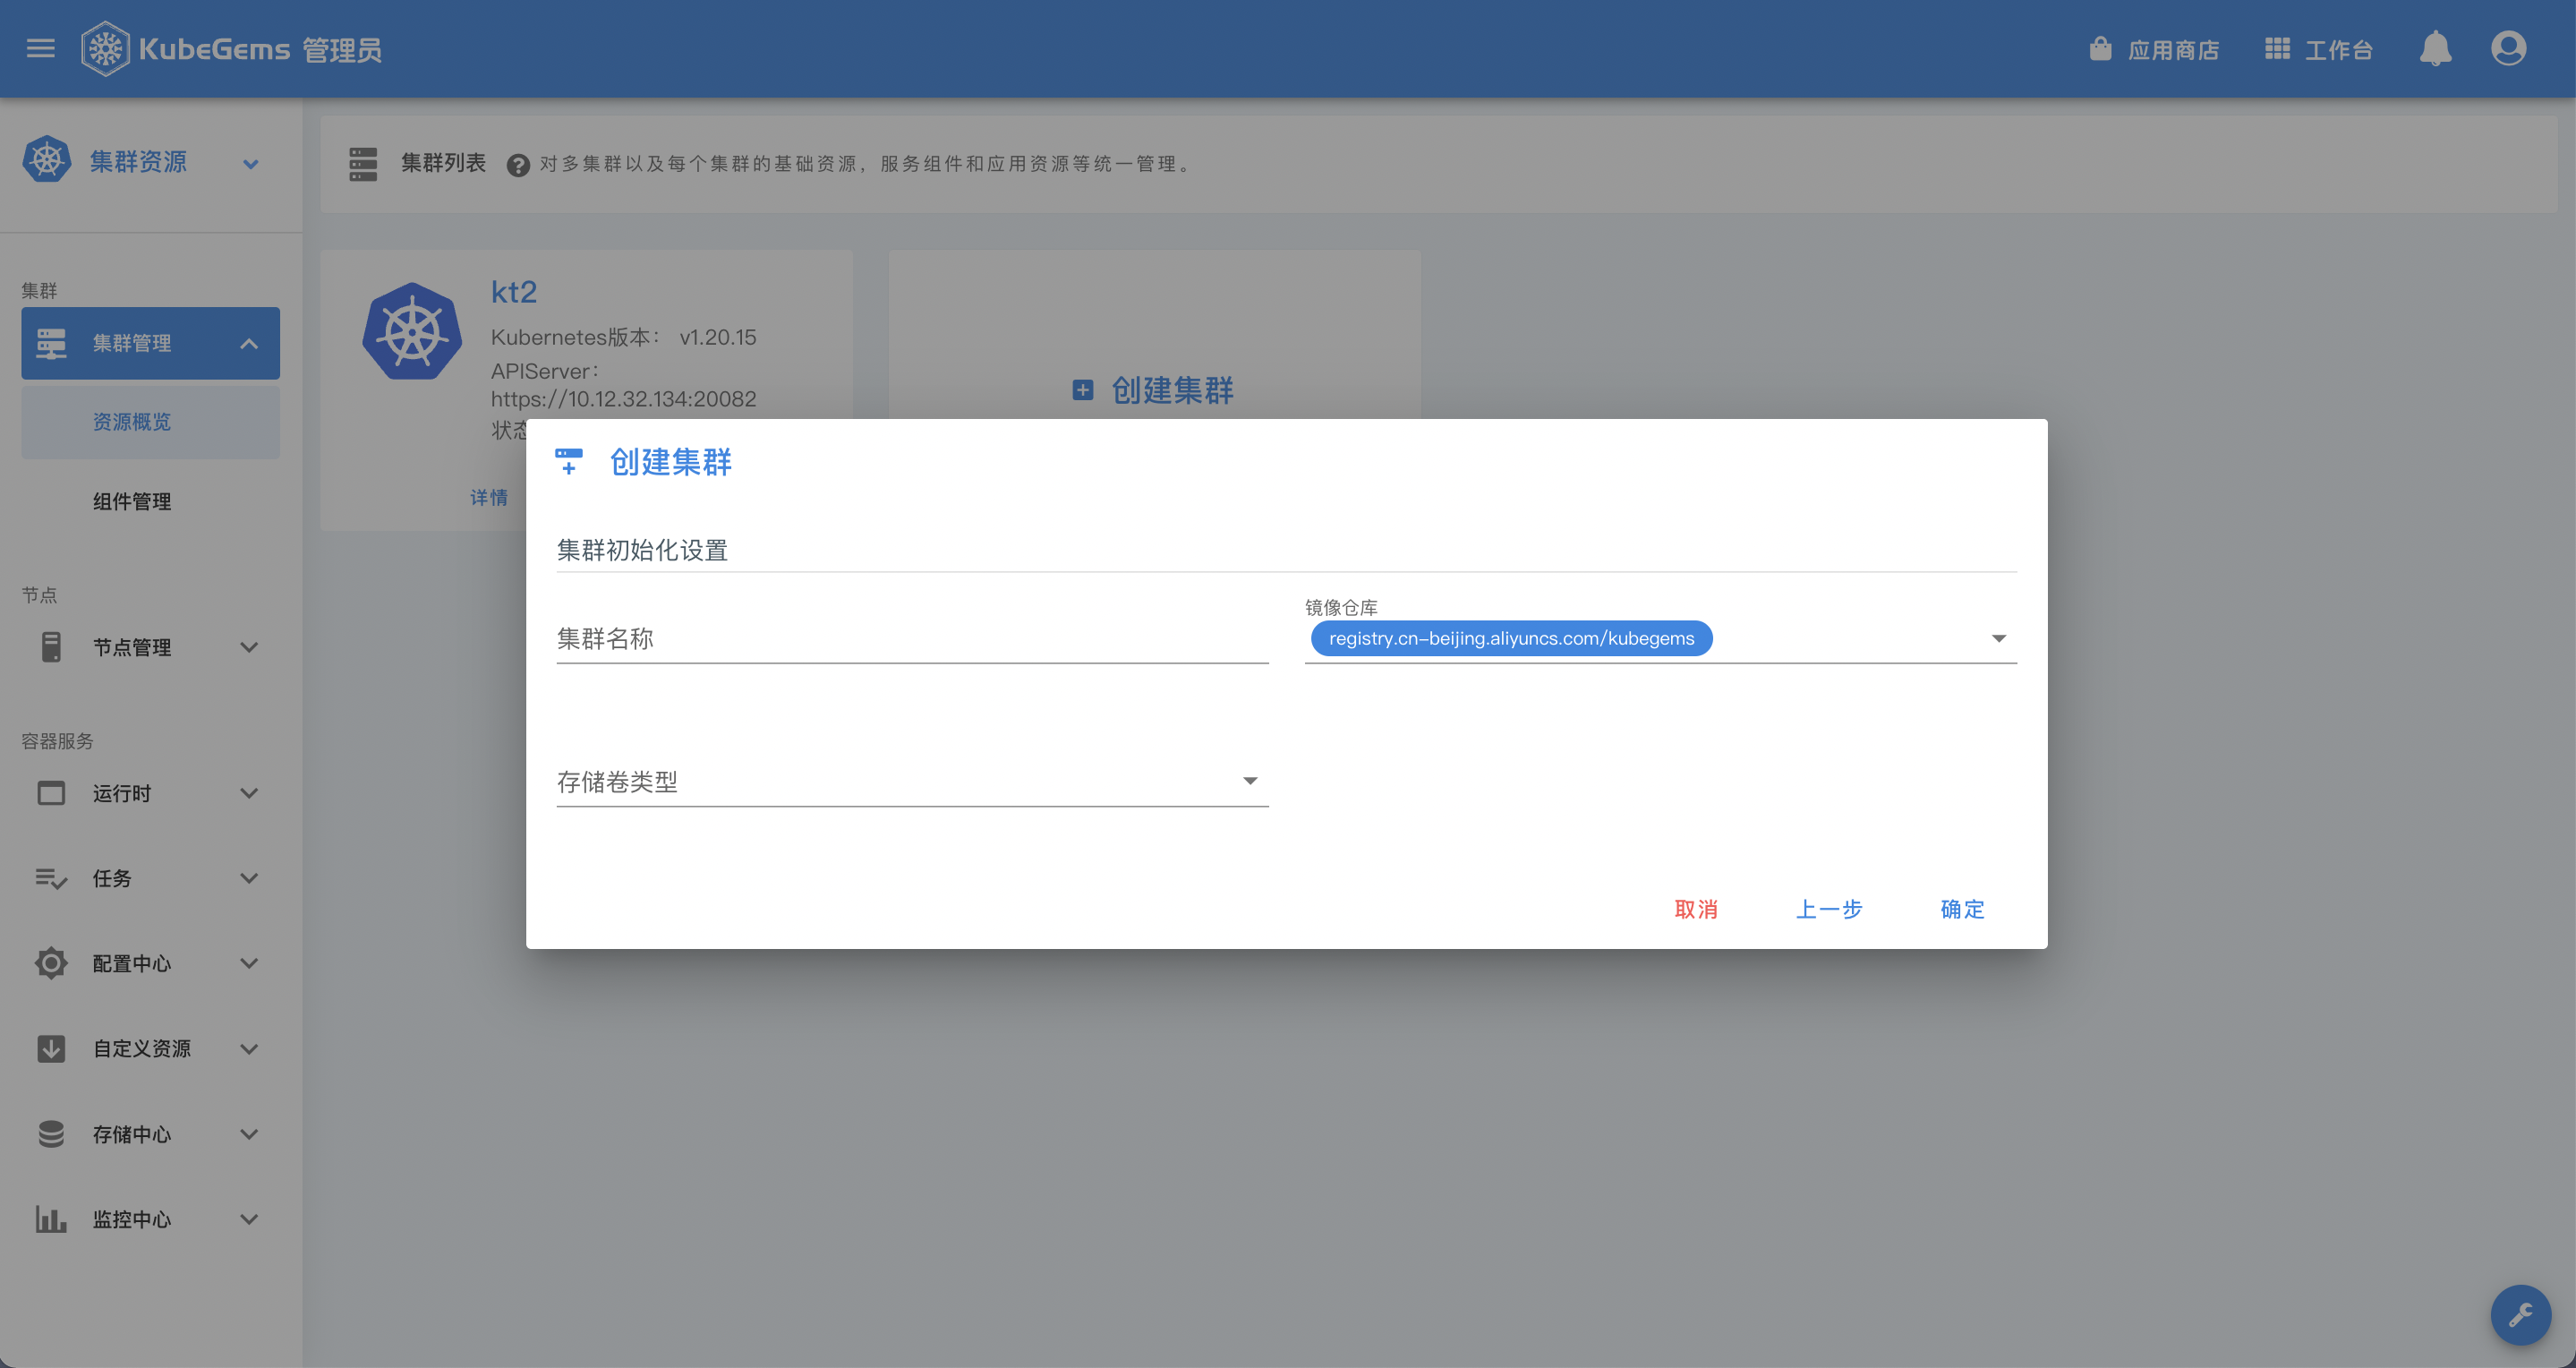 KubeGems 管理员
应用商店
工作台
集群资源
集群列表
对多集群以及每个集群的基础资源，服务组件和应用资源等统一管理。
集群
集群管理
资源概览
组件管理
节点
节点管理
容器服务
运行时
任务
配置中心
自定义资源
存储中心
监控中心
kt2
Kubernetes版本： v1.20.15
APIServer：
https://10.12.32.134:20082
状态
详情
创建集群
创建集群
集群初始化设置
集群名称
镜像仓库
registry.cn-beijing.aliyuncs.com/kubegems
存储卷类型
取消
上一步
确定